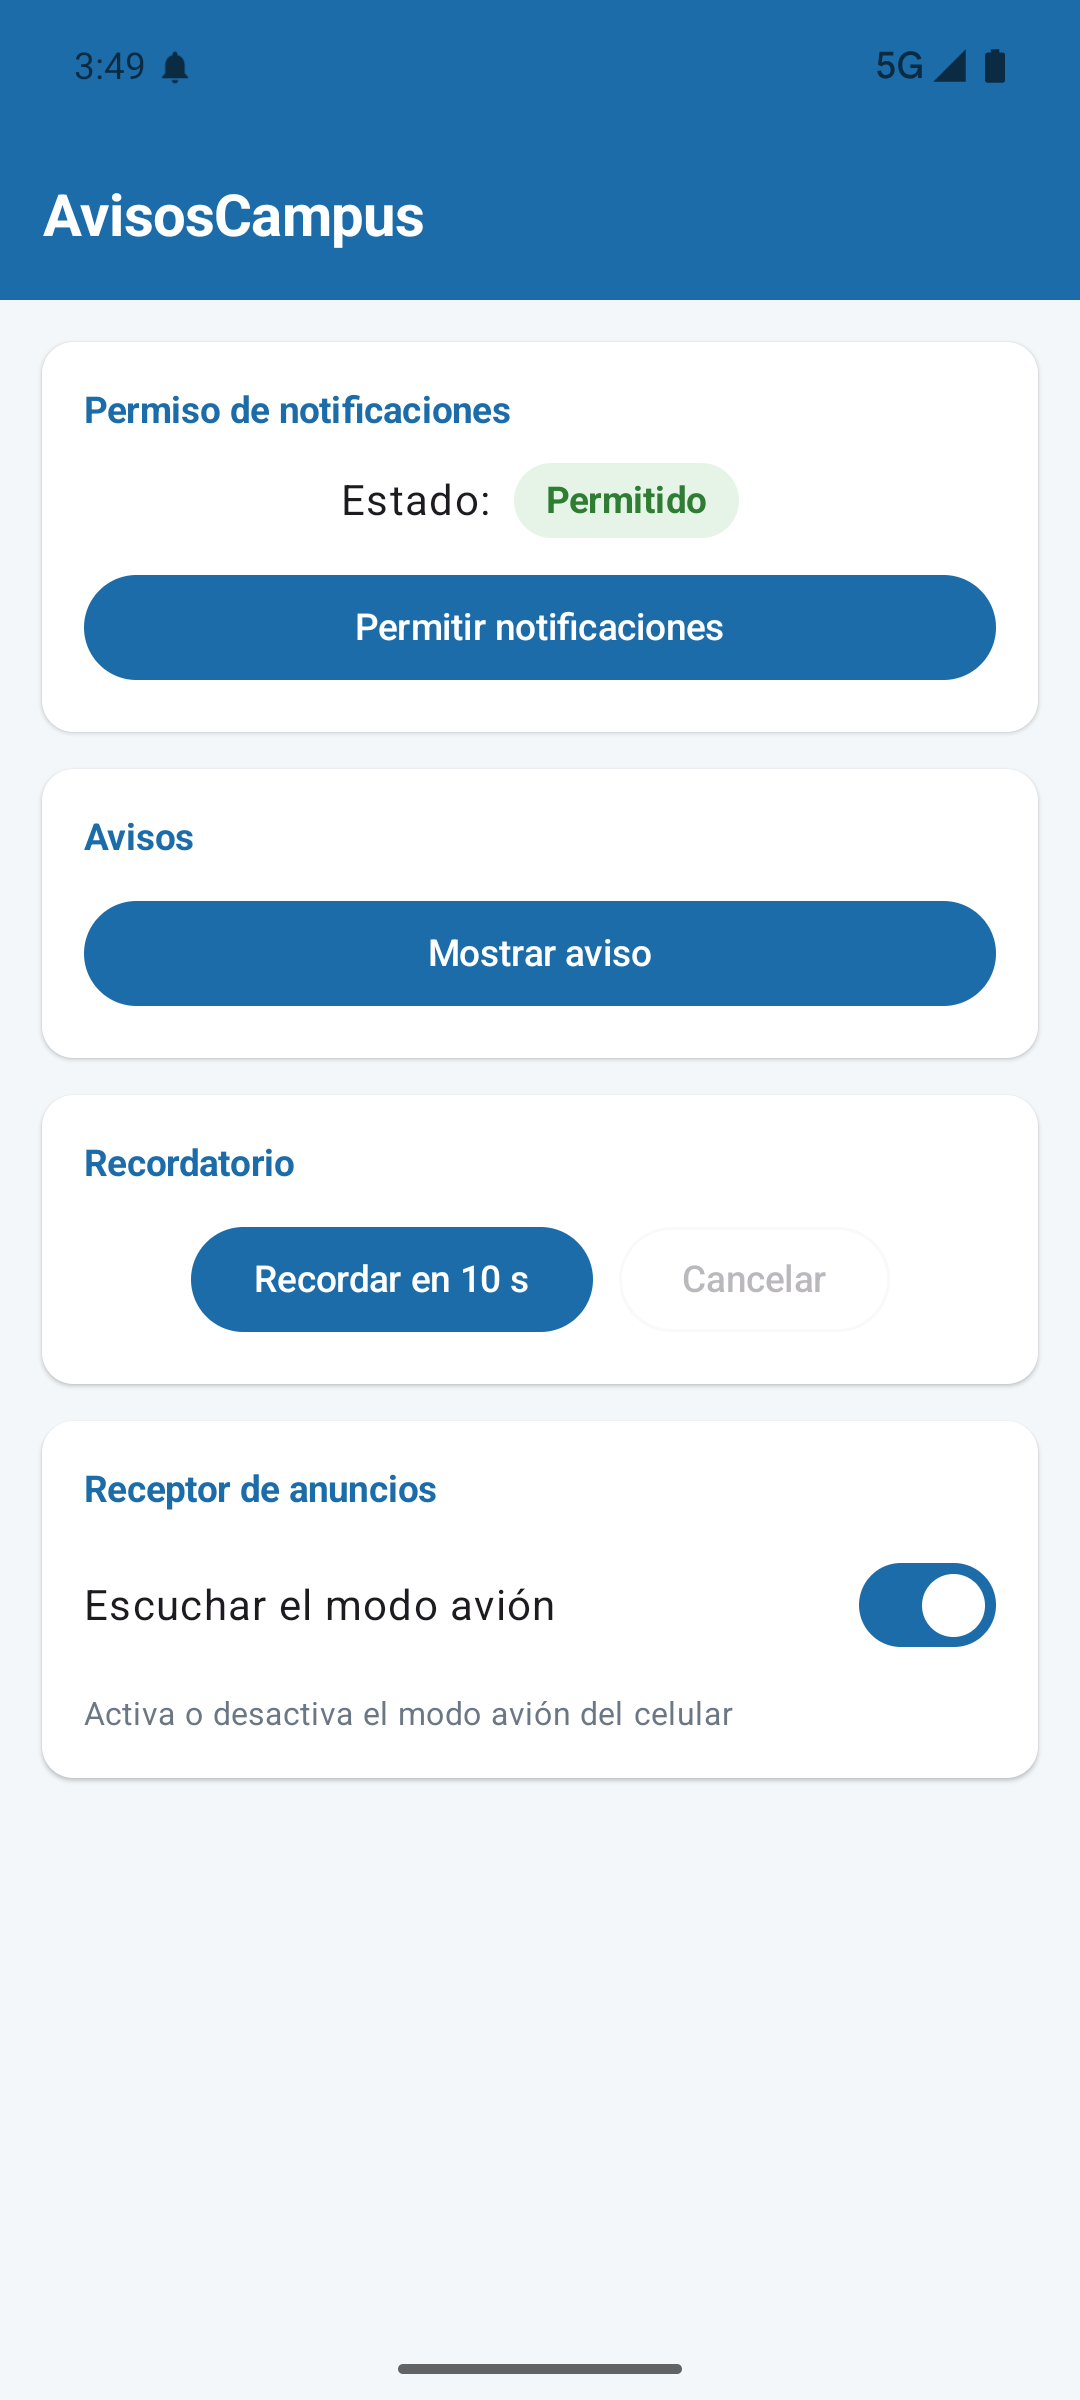 3:49
5G
AvisosCampus
Permiso de notificaciones
Estado: Permitido
Permitir notificaciones
Avisos
Mostrar aviso
Recordatorio
Recordar en 10 s
Cancelar
Receptor de anuncios
Escuchar el modo avión
Activa o desactiva el modo avión del celular